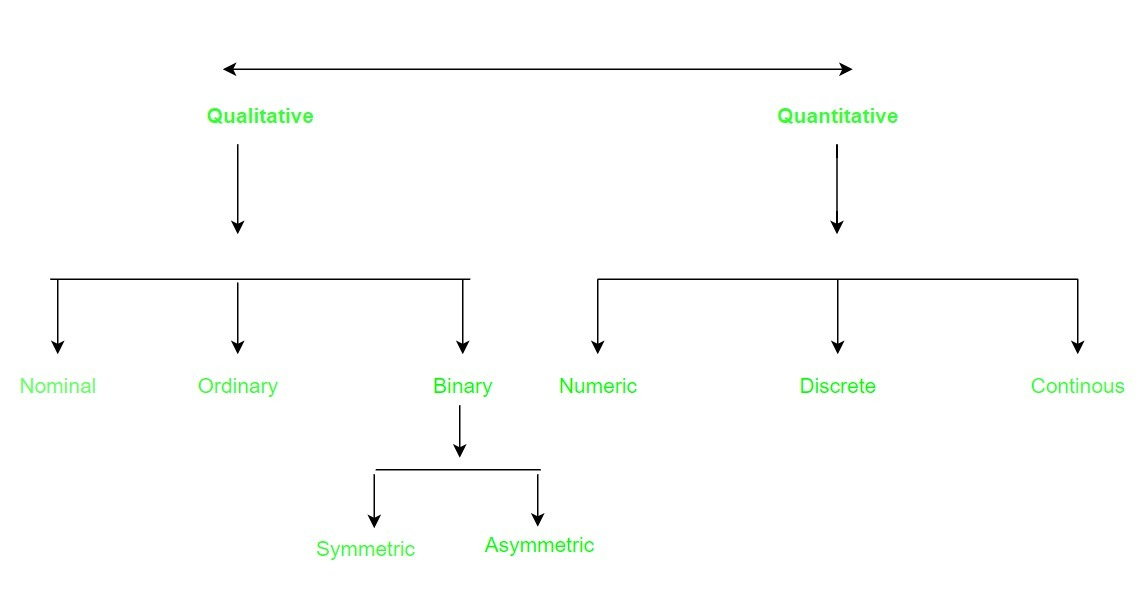 Qualitative
Quantitative
Nominal
Ordinary
Binary
Numeric
Discrete
Continous
Symmetric
Asymmetric